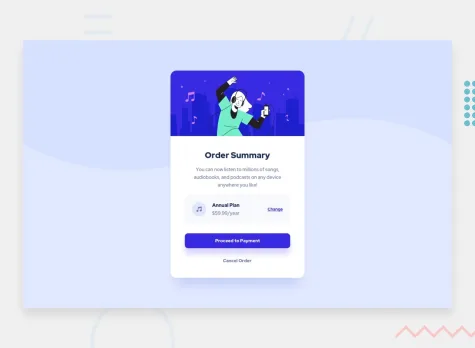 Order Summary
You can now listen to millions of songs,
audiobooks, and podcasts on any device
anywhere you like!
Annual Plan
$59.99/year
Change
Proceed to Payment
Cancel Order